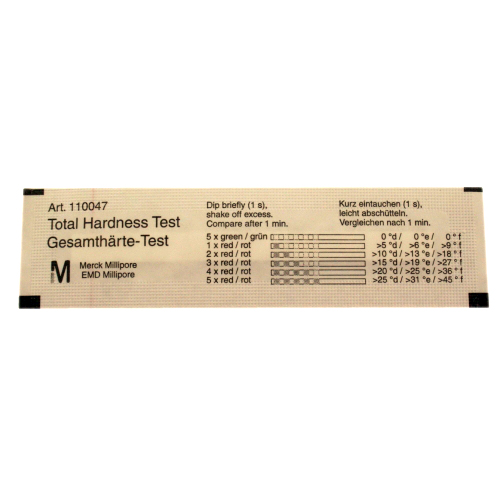 Art. 110047
Total Hardness Test
Gesamthärte-Test
M
Merck Millipore
EMD Millipore
Dip briefly (1 s),
shake off excess.
Compare after 1 min.
Kurz eintauchen (1 s),
leicht abschütteln.
Vergleichen nach 1 min.
5 x green / grün 0 °d / 0 °e / 0 °f
1 x red / rot >5 °d / >6 °e / >9 °f
2 x red / rot >10 °d / >13 °e / >18 °f
3 x red / rot >15 °d / >19 °e / >27 °f
4 x red / rot >20 °d / >25 °e / >36 °f
5 x red / rot >25 °d / >31 °e / >45 °f